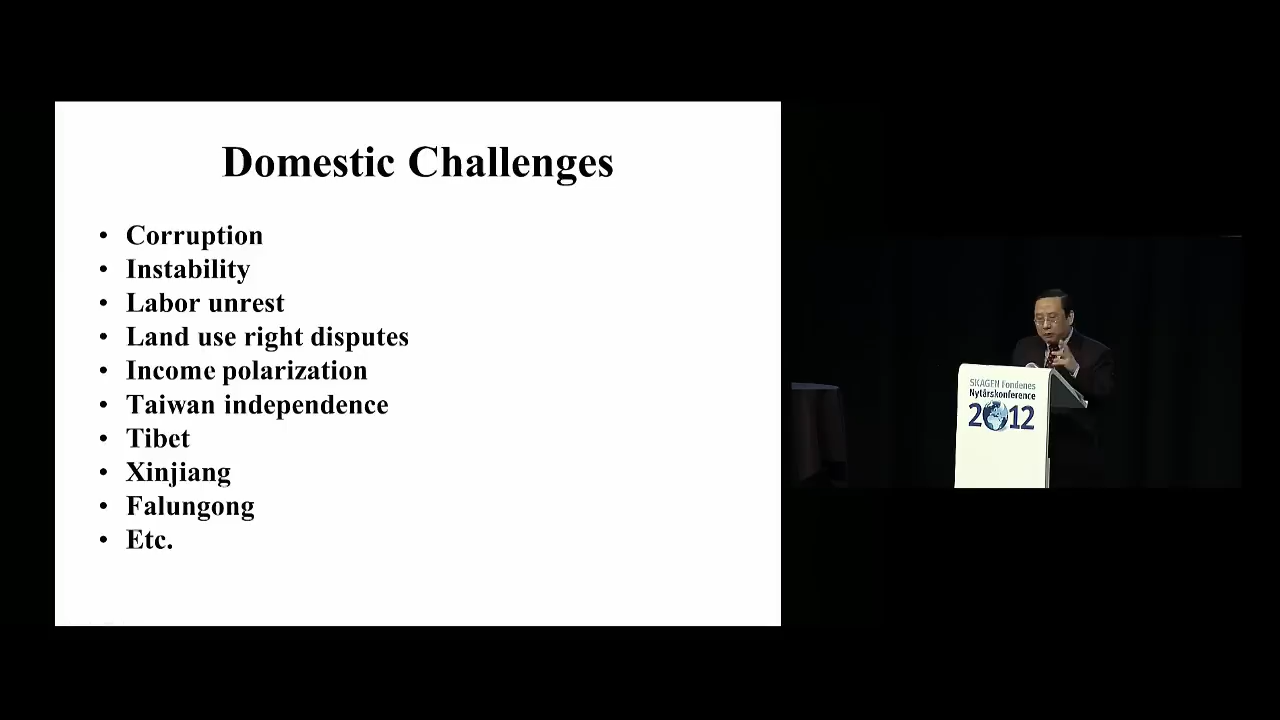 Domestic Challenges
• Corruption
• Instability
• Labor unrest
• Land use right disputes
• Income polarization
• Taiwan independence
• Tibet
• Xinjiang
• Falungong
• Etc.
SKAGEN Fondenes
Nytårskonference
2012